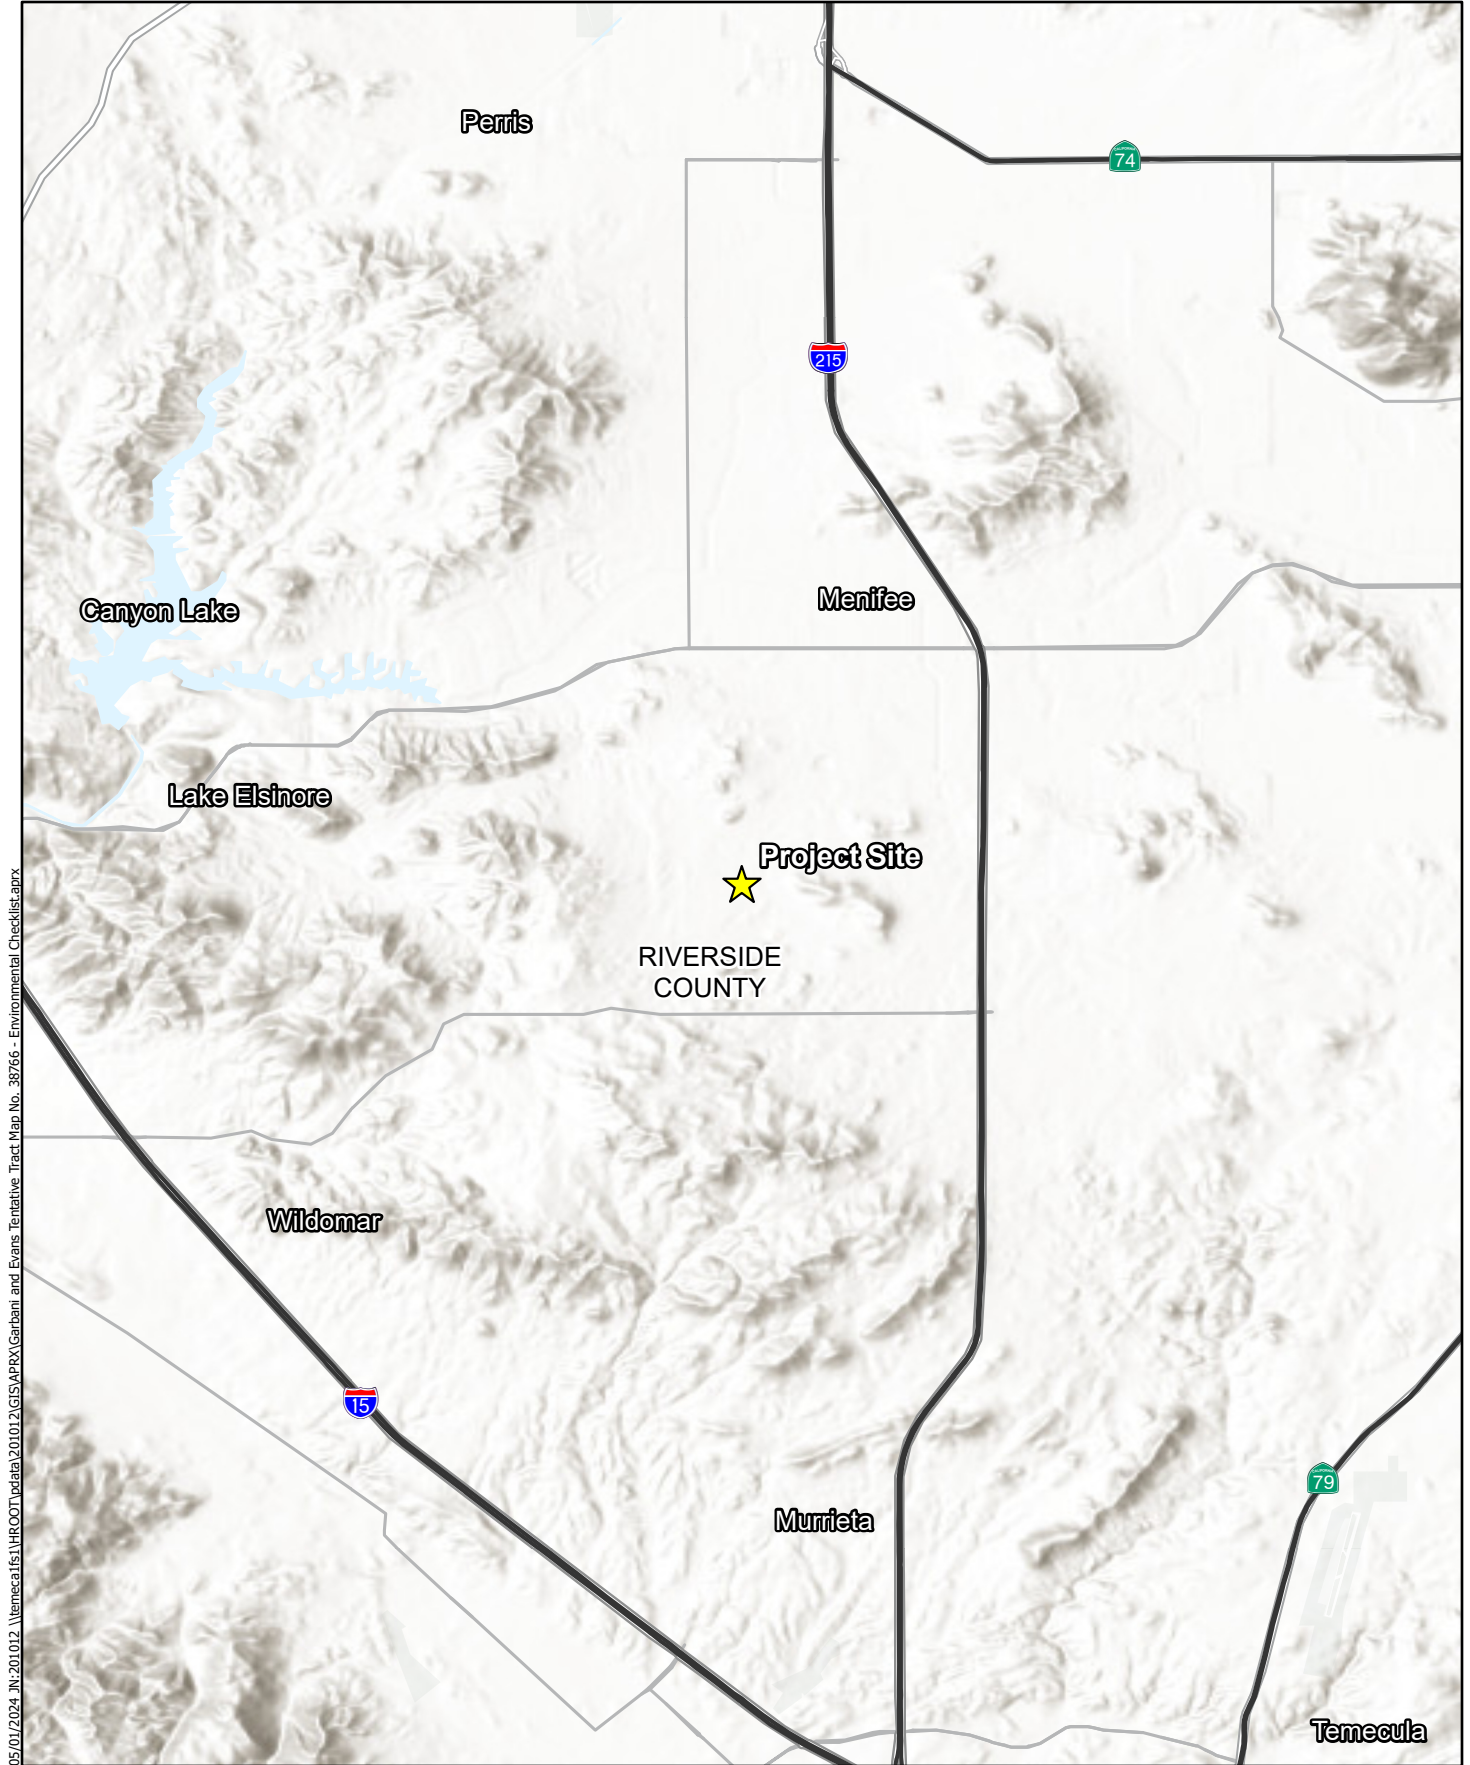 Perris
CALIFORNIA
74
215
Menifee
Canyon Lake
Lake Elsinore
Project Site
RIVERSIDE
COUNTY
Wildomar
15
CALIFORNIA
79
Murrieta
Temecula
05/01/2024 JN:201012 \\temeca1fs1\HROOT\pdata\201012\GIS\APRX\Garbani and Evans Tentative Tract Map No. 38766 - Environmental Checklist.aprx